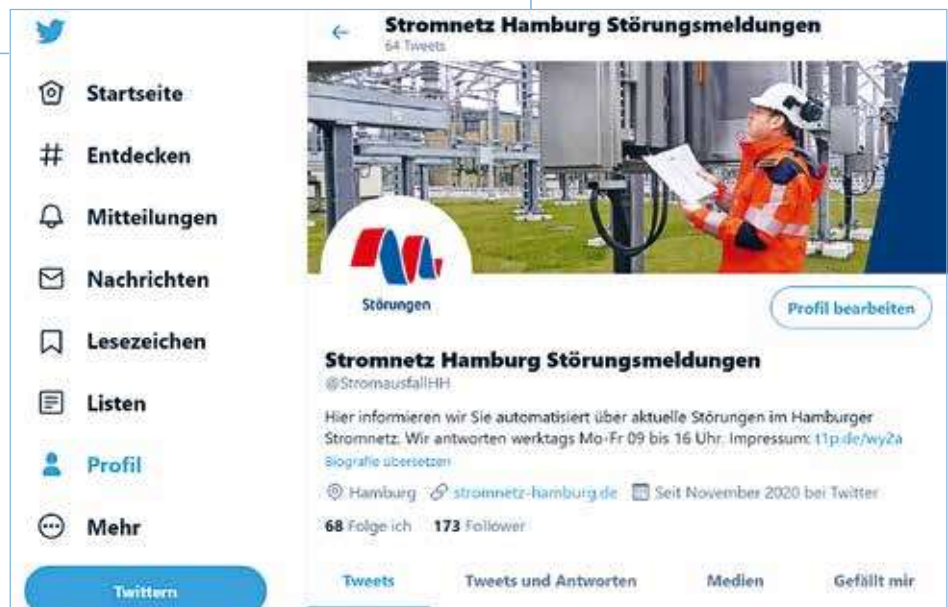 Stromnetz Hamburg Störungsmeldungen
64 Tweets
Startseite
Entdecken
Mitteilungen
Nachrichten
Lesezeichen
Listen
Profil
Mehr
Twittern
Störungen
Profil bearbeiten
Stromnetz Hamburg Störungsmeldungen
@StromausfallHH
Hier informieren wir Sie automatisiert über aktuelle Störungen im Hamburger
Stromnetz. Wir antworten werktags Mo-Fr 09 bis 16 Uhr. Impressum: t1p.de/wy2a
Biografie übersetzen
Hamburg stromnetz-hamburg.de Seit November 2020 bei Twitter
68 Folge ich 173 Follower
Tweets Tweets und Antworten Medien Gefällt mir